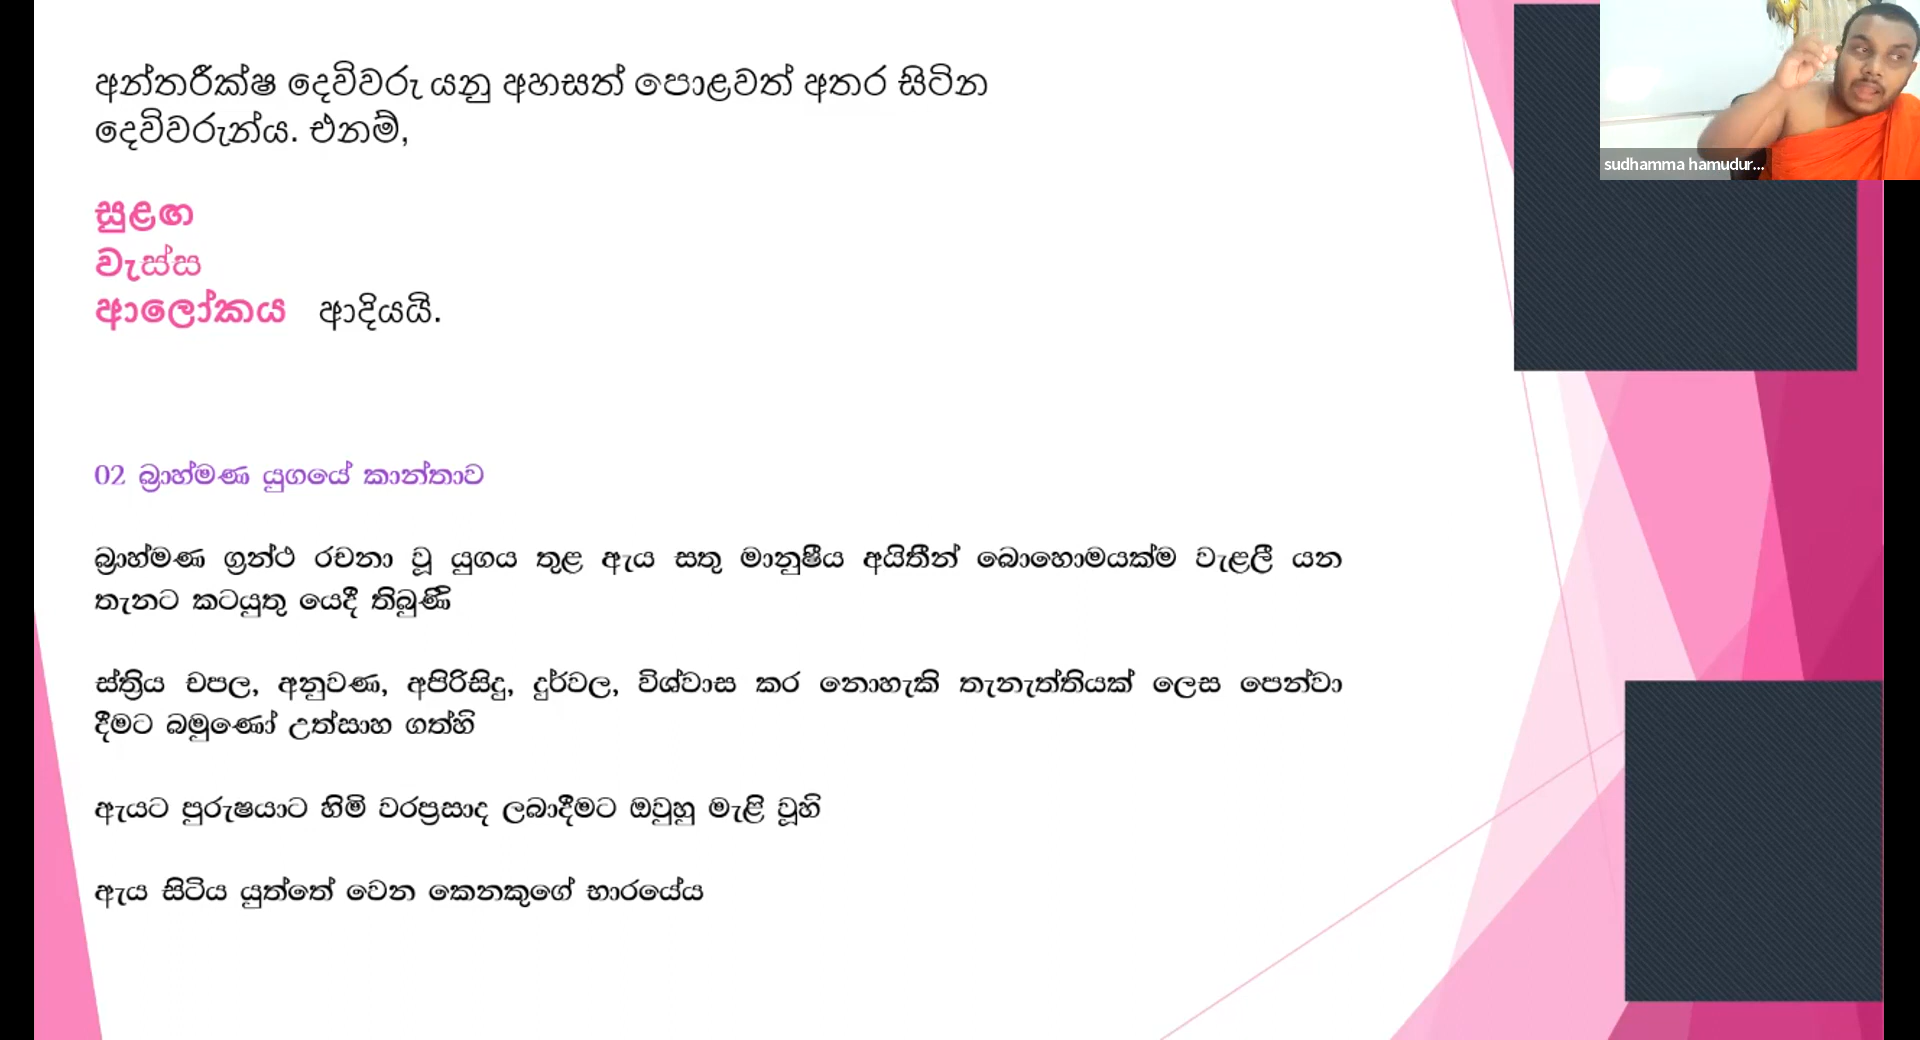 අන්තරීක්ෂ දෙවිවරු යනු අහසත් පොළවත් අතර සිටින
දෙවිවරුන්ය. එනම්,
සුළඟ
වැස්ස
ආලෝකය ආදියයි.
02 බ්‍රාහ්මණ යුගයේ කාන්තාව
බ්‍රාහ්මණ ග්‍රන්ථ රචනා වූ යුගය තුළ ඇය සතු මානුෂීය අයිතීන් බොහොමයක්ම වැළලී යන
තැනට කටයුතු යෙදී තිබුණි
ස්ත්‍රිය චපල, අනුවණ, අපිරිසිදු, දුර්වල, විශ්වාස කර නොහැකි තැනැත්තියක් ලෙස පෙන්වා
දීමට බමුණෝ උත්සාහ ගත්හි
ඇයට පුරුෂයාට හිමි වරප්‍රසාද ලබාදීමට ඔවුහු මැළි වූහි
ඇය සිටිය යුත්තේ වෙන කෙනකුගේ භාරයේය
sudhamma hamudur...